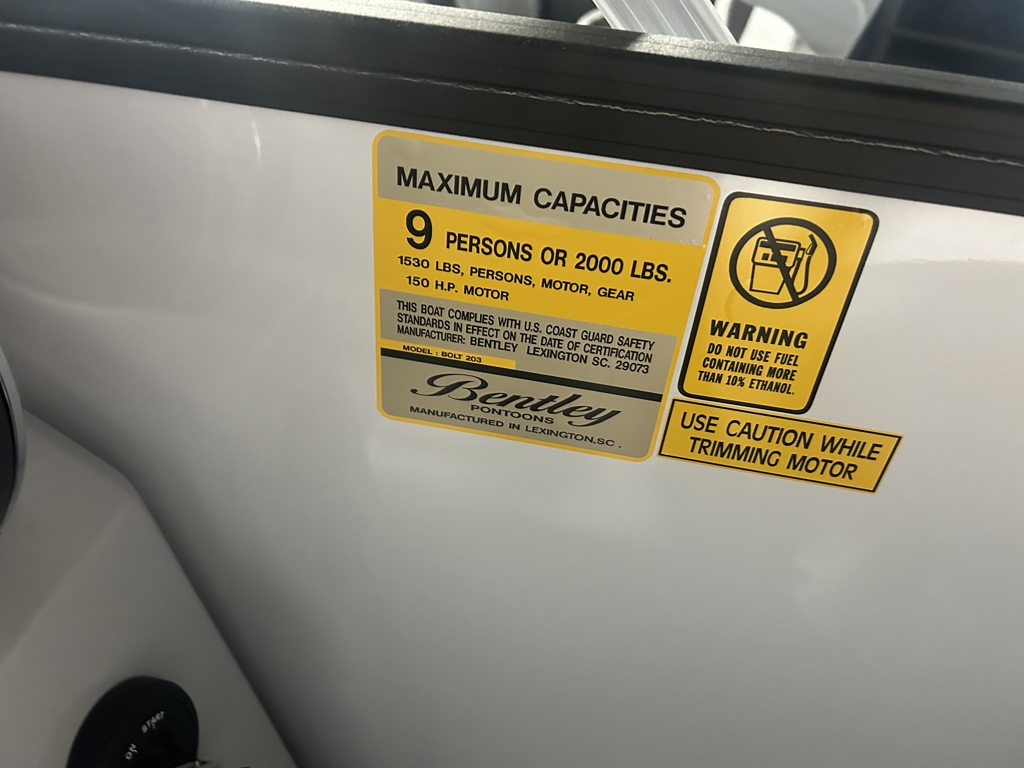 MAXIMUM CAPACITIES
9 PERSONS OR 2000 LBS.
1530 LBS, PERSONS, MOTOR, GEAR
150 H.P. MOTOR
THIS BOAT COMPLIES WITH U.S. COAST GUARD SAFETY
STANDARDS IN EFFECT ON THE DATE OF CERTIFICATION
MANUFACTURER: BENTLEY LEXINGTON SC. 29073
MODEL : BOLT 203
Bentley
PONTOONS
MANUFACTURED IN LEXINGTON,SC .
WARNING
DO NOT USE FUEL
CONTAINING MORE
THAN 10% ETHANOL.
USE CAUTION WHILE
TRIMMING MOTOR
START
ON